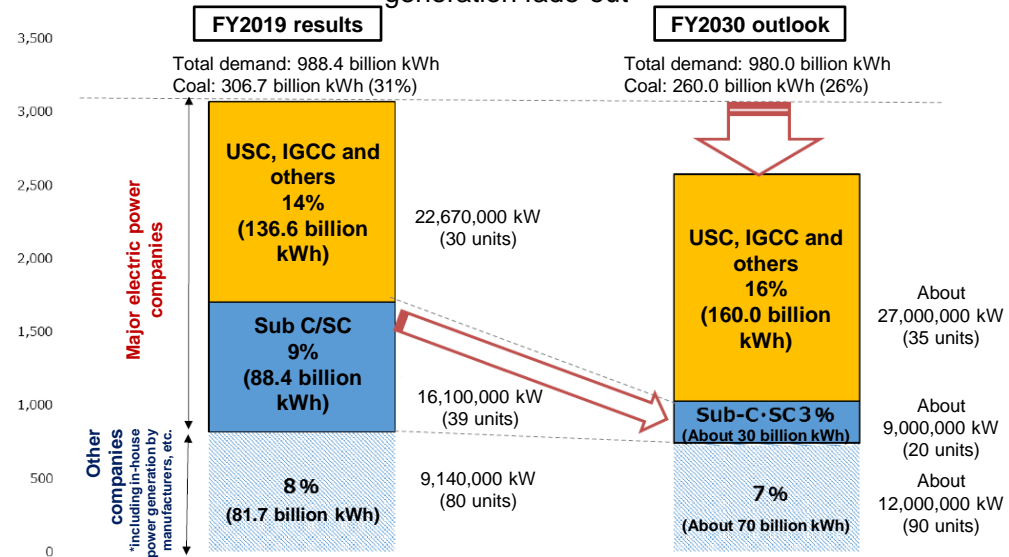 generation fade-out
FY2019 results
FY2030 outlook
Total demand: 988.4 billion kWh
Coal: 306.7 billion kWh (31%)
Total demand: 980.0 billion kWh
Coal: 260.0 billion kWh (26%)
3,500
3,000
2,500
2,000
1,500
1,000
500
0
Major electric power
companies
Other
companies
*including in-house
power generation by
manufacturers, etc.
USC, IGCC and
others
14%
(136.6 billion
kWh)
22,670,000 kW
(30 units)
Sub C/SC
9%
(88.4 billion
kWh)
16,100,000 kW
(39 units)
8%
(81.7 billion kWh)
9,140,000 kW
(80 units)
USC, IGCC and
others
16%
(160.0 billion
kWh)
About
27,000,000 kW
(35 units)
Sub-C・SC3%
(About 30 billion kWh)
About
9,000,000 kW
(20 units)
7%
(About 70 billion kWh)
About
12,000,000 kW
(90 units)